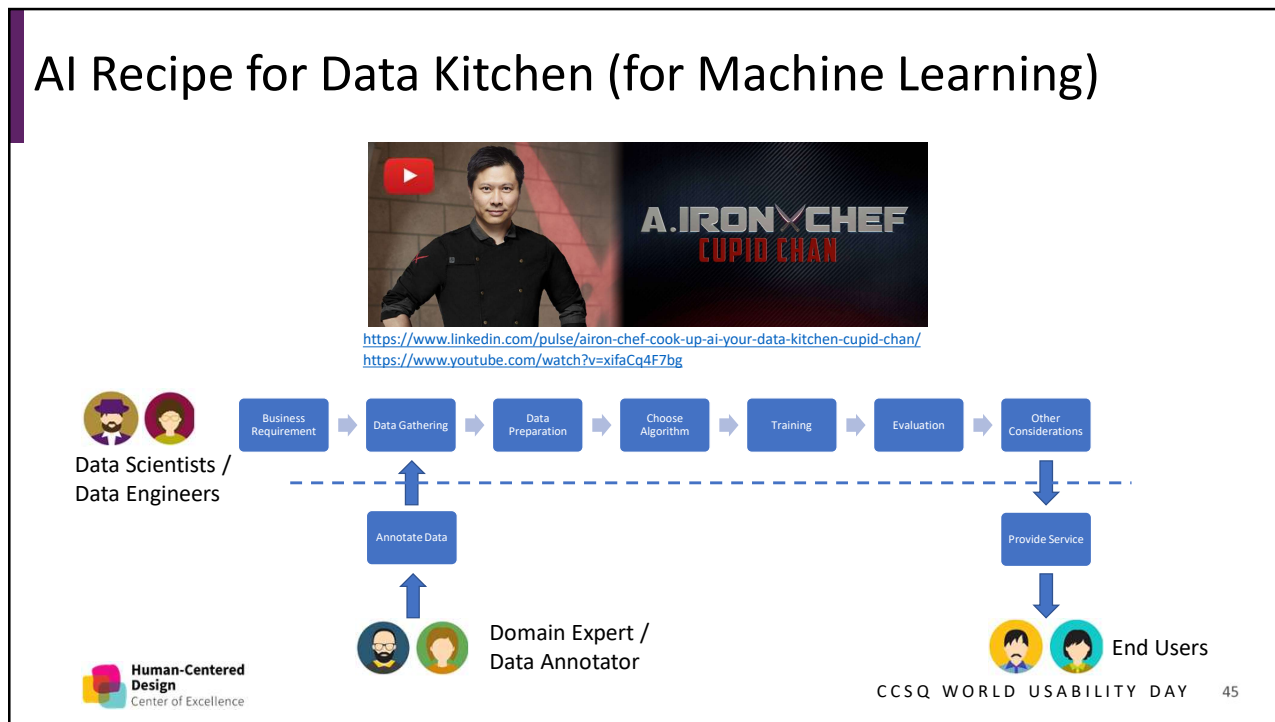 AI Recipe for Data Kitchen (for Machine Learning)
A.IRON CHEF
CUPID CHAN
https://www.linkedin.com/pulse/airon-chef-cook-up-ai-your-data-kitchen-cupid-chan/
https://www.youtube.com/watch?v=xifaCq4F7bg
Business
Requirement
Data Gathering
Data
Preparation
Choose
Algorithm
Training
Evaluation
Other
Considerations
Data Scientists /
Data Engineers
Annotate Data
Provide Service
Domain Expert /
Data Annotator
End Users
Human-Centered
Design
Center of Excellence
CCSQ WORLD USABILITY DAY 45